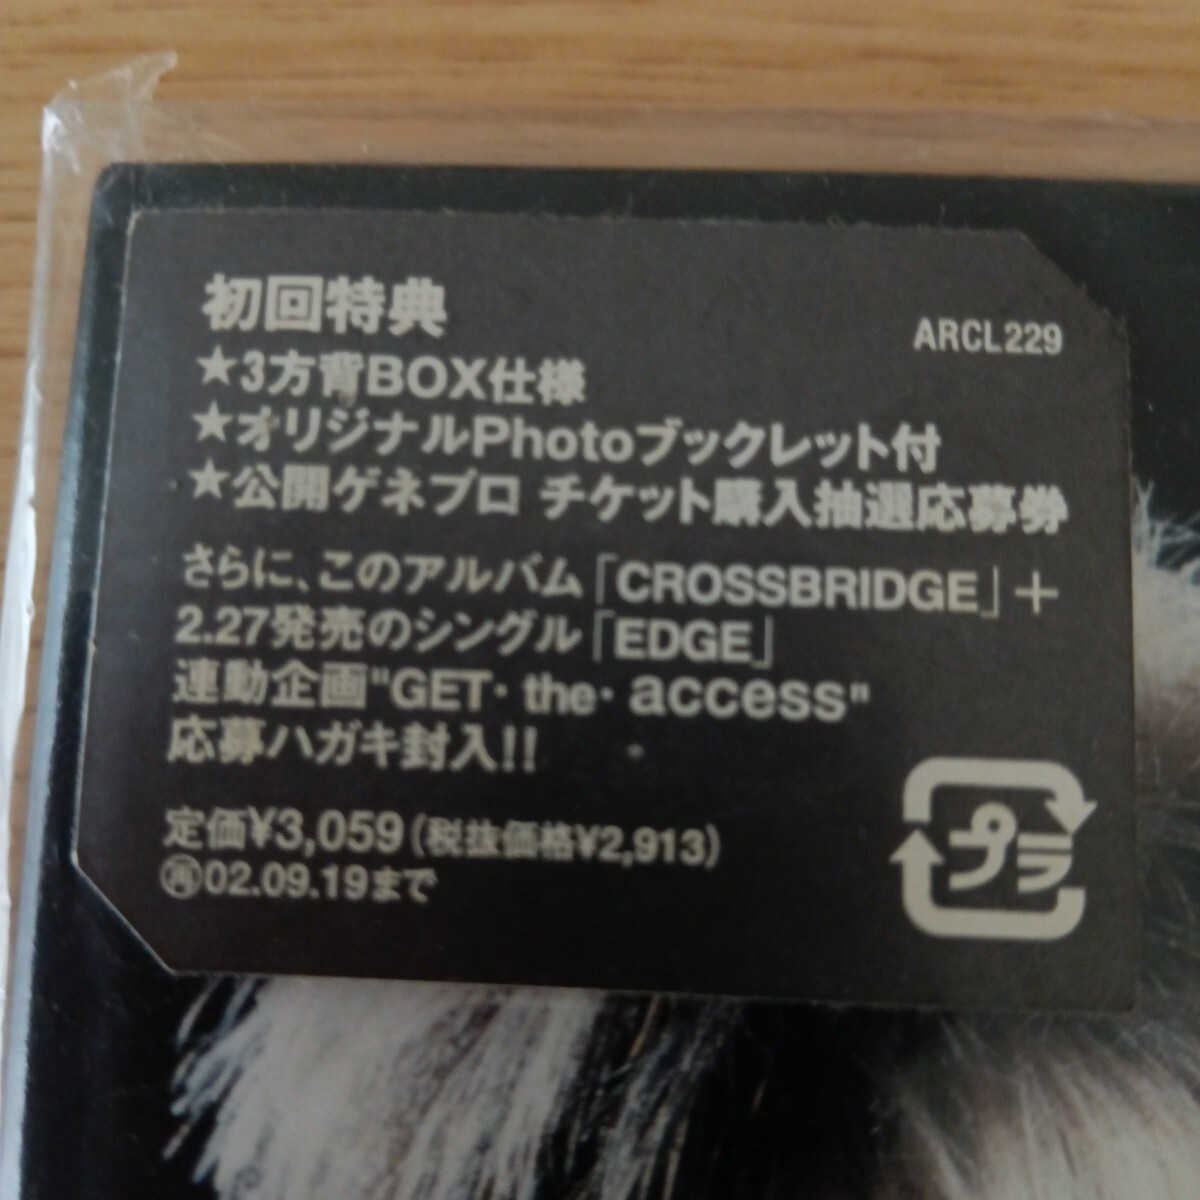 初回特典
ARCL229
★3方背BOX仕様
★オリジナルPhotoブックレット付
★公開ゲネプロ チケット購入抽選応募券
さらに、このアルバム「CROSSBRIDGE」+
2.27発売のシングル「EDGE」
連動企画"GET・the・access"
応募ハガキ封入!!
定価¥3,059(税抜価格¥2,913)
㊢02.09.19まで
プラ